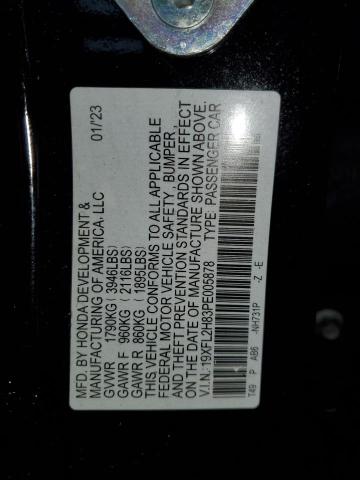 MFD. BY HONDA DEVELOPMENT &
MANUFACTURING OF AMERICA, LLC 01/'23
GVWR 1790KG ( 3946LBS)
GAWR F 960KG ( 2116LBS)
GAWR R 860KG ( 1895LBS)
THIS VEHICLE CONFORMS TO ALL APPLICABLE
FEDERAL MOTOR VEHICLE SAFETY, BUMPER,
AND THEFT PREVENTION STANDARDS IN EFFECT
ON THE DATE OF MANUFACTURE SHOWN ABOVE.
V.I.N.: 19XFL2H83PE005878 TYPE: PASSENGER CAR
T49 P AB6 -NH731P -Z -E